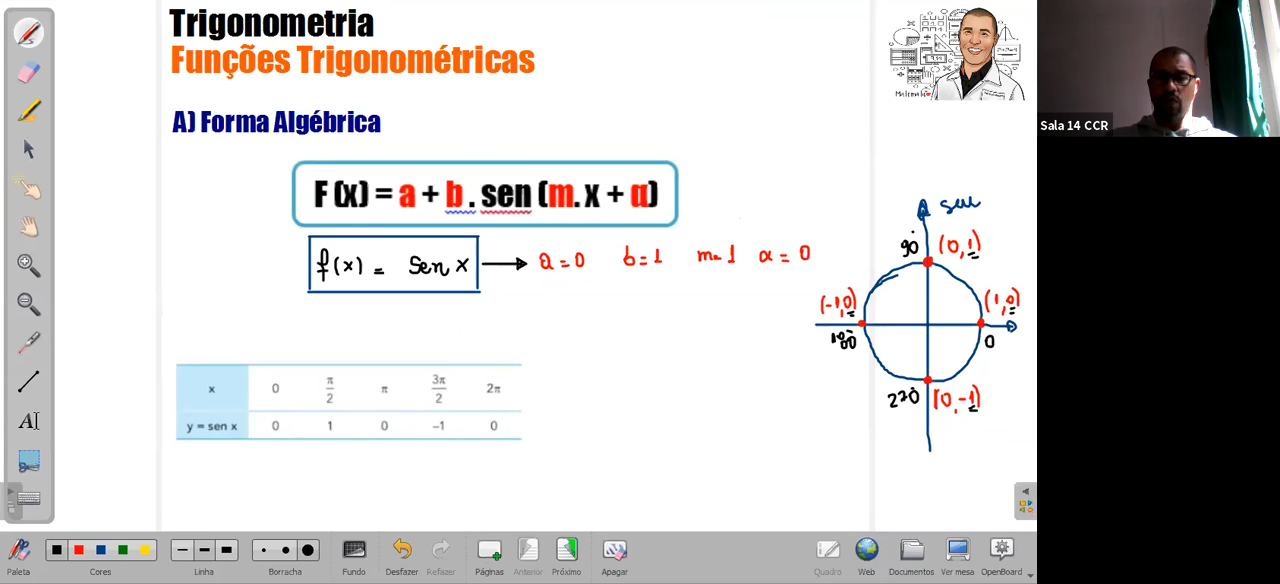 Trigonometria
Funções Trigonométricas
A) Forma Algébrica
F (x) = a + b . sen (m. x + α)
f(x) = sen x → a = 0 b = 1 m = 1 α = 0
x 0 π/2 π 3π/2 2π
y = sen x 0 1 0 −1 0
sen
90° (0, 1)
(-1, 0) (1, 0)
180° 0
270° (0, -1)
Sala 14 CCR
Paleta Cores Linha Borracha Fundo Desfazer Refazer Páginas Anterior Próximo Apagar Quadro Web Documentos Ver mesa OpenBoard